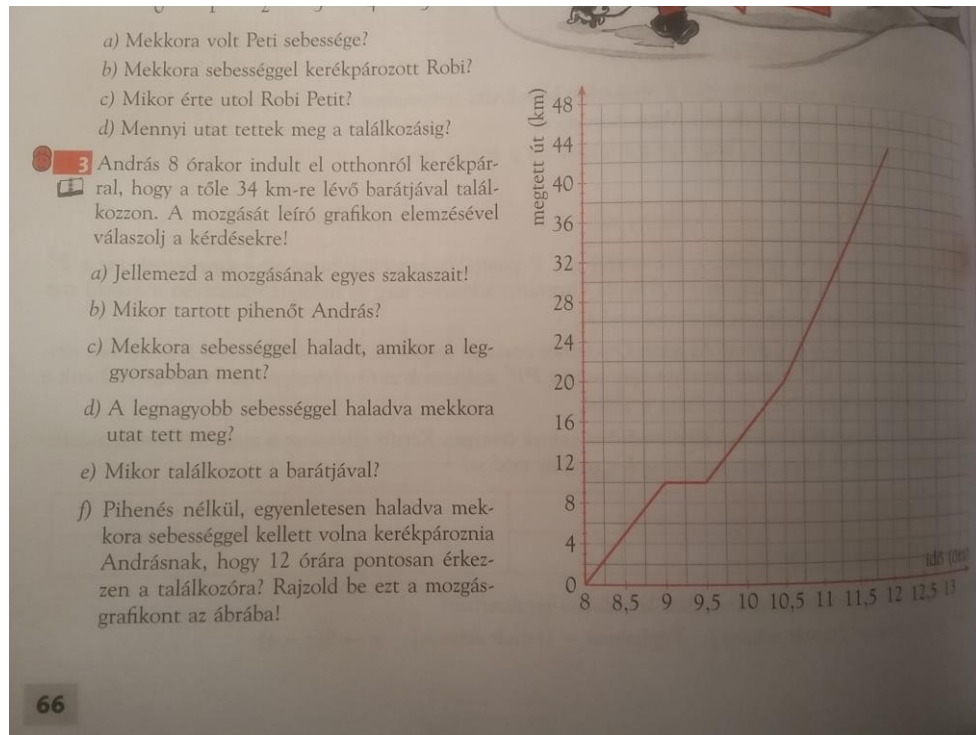 a) Mekkora volt Peti sebessége?
b) Mekkora sebességgel kerékpározott Robi?
c) Mikor érte utol Robi Petit?
d) Mennyi utat tettek meg a találkozásig?
3 András 8 órakor indult el otthonról kerékpár-
ral, hogy a tőle 34 km-re lévő barátjával talál-
kozzon. A mozgását leíró grafikon elemzésével
válaszolj a kérdésekre!
a) Jellemezd a mozgásának egyes szakaszait!
b) Mikor tartott pihenőt András?
c) Mekkora sebességgel haladt, amikor a leg-
gyorsabban ment?
d) A legnagyobb sebességgel haladva mekkora
utat tett meg?
e) Mikor találkozott a barátjával?
f) Pihenés nélkül, egyenletesen haladva mek-
kora sebességgel kellett volna kerékpároznia
Andrásnak, hogy 12 órára pontosan érkez-
zen a találkozóra? Rajzold be ezt a mozgás-
grafikont az ábrába!
66
megtett út (km)
48
44
40
36
32
28
24
20
16
12
8
4
0
idő (óra)
8 8,5 9 9,5 10 10,5 11 11,5 12 12,5 13